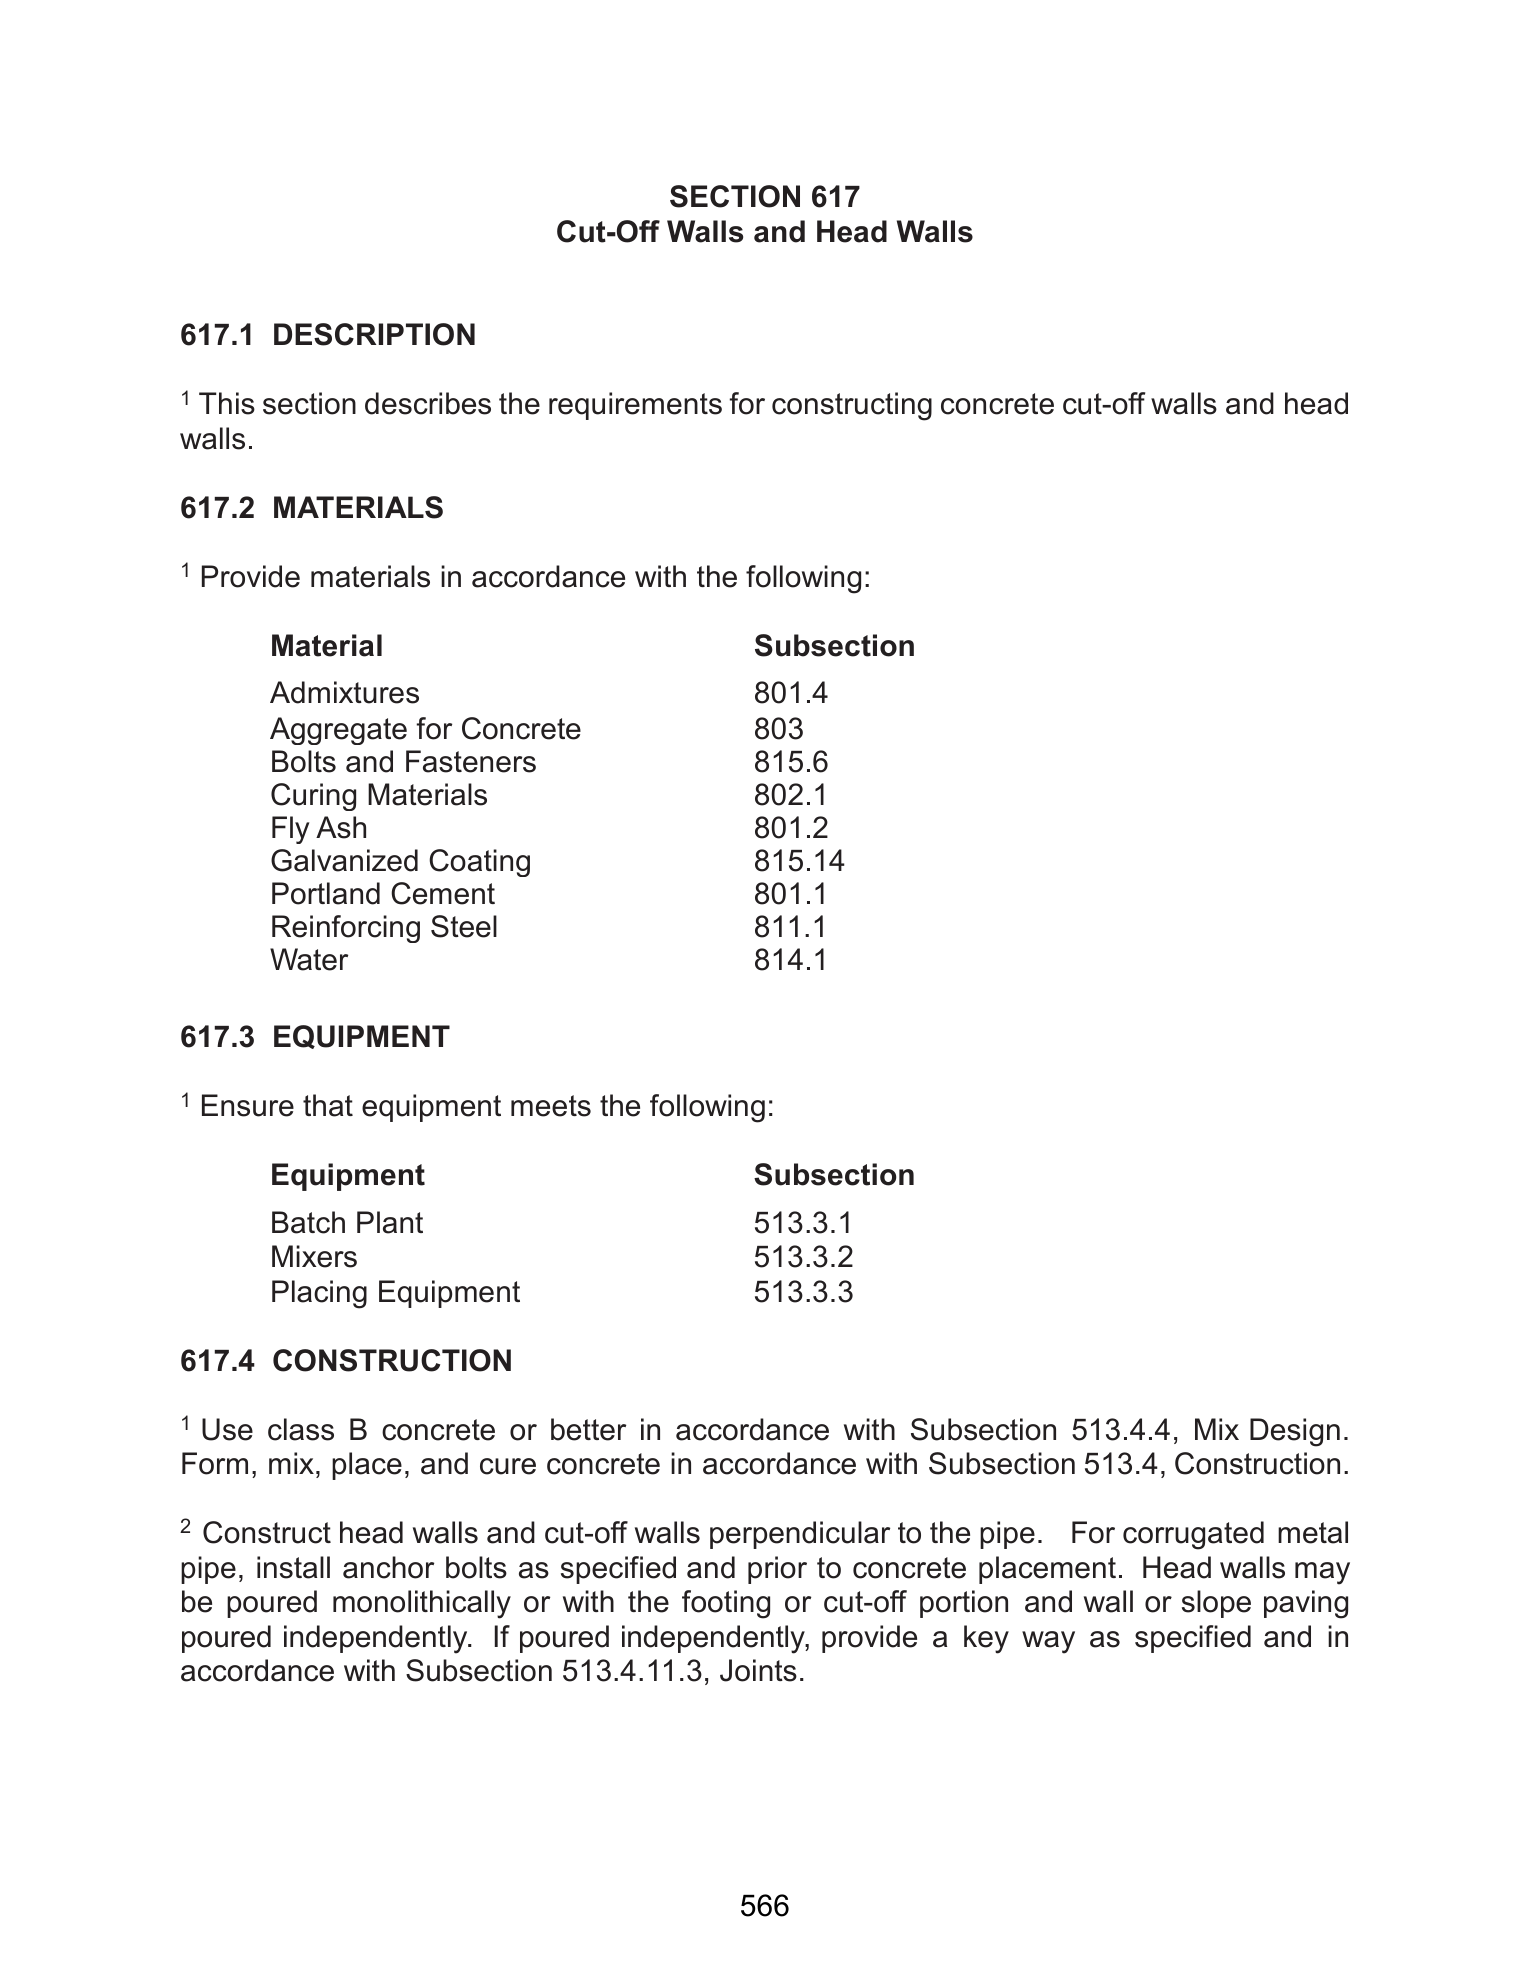 SECTION 617
Cut-Off Walls and Head Walls
617.1 DESCRIPTION
1 This section describes the requirements for constructing concrete cut-off walls and head
walls.
617.2 MATERIALS
1 Provide materials in accordance with the following:
Material Subsection
Admixtures 801.4
Aggregate for Concrete 803
Bolts and Fasteners 815.6
Curing Materials 802.1
Fly Ash 801.2
Galvanized Coating 815.14
Portland Cement 801.1
Reinforcing Steel 811.1
Water 814.1
617.3 EQUIPMENT
1 Ensure that equipment meets the following:
Equipment Subsection
Batch Plant 513.3.1
Mixers 513.3.2
Placing Equipment 513.3.3
617.4 CONSTRUCTION
1 Use class B concrete or better in accordance with Subsection 513.4.4, Mix Design.
Form, mix, place, and cure concrete in accordance with Subsection 513.4, Construction.
2 Construct head walls and cut-off walls perpendicular to the pipe. For corrugated metal
pipe, install anchor bolts as specified and prior to concrete placement. Head walls may
be poured monolithically or with the footing or cut-off portion and wall or slope paving
poured independently. If poured independently, provide a key way as specified and in
accordance with Subsection 513.4.11.3, Joints.
566